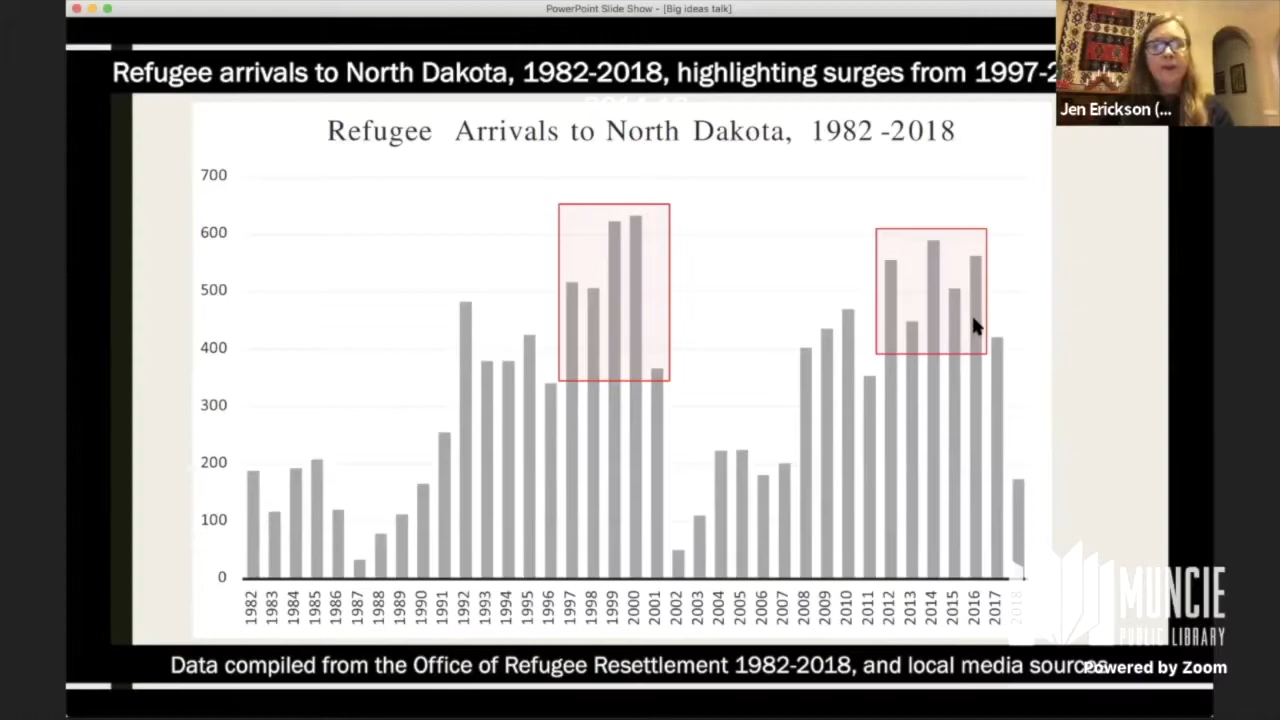 PowerPoint Slide Show - [Big ideas talk]
Refugee arrivals to North Dakota, 1982-2018, highlighting surges from 1997-2
Jen Erickson (...
Refugee Arrivals to North Dakota, 1982 -2018
700
600
500
400
300
200
100
0
1982 1983 1984 1985 1986 1987 1988 1989 1990 1991 1992 1993 1994 1995 1996 1997 1998 1999 2000 2001 2002 2003 2004 2005 2006 2007 2008 2009 2010 2011 2012 2013 2014 2015 2016 2017 2018
MUNCIE
PUBLIC LIBRARY
Data compiled from the Office of Refugee Resettlement 1982-2018, and local media sources
Powered by Zoom